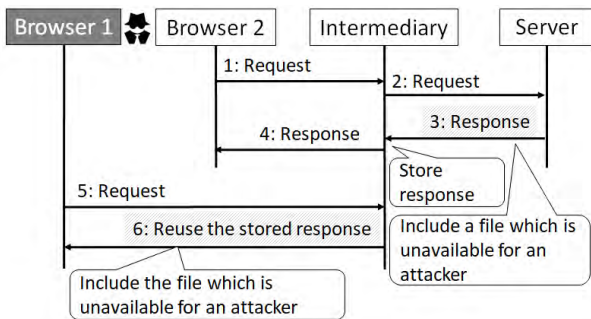 Browser 1
Browser 2
Intermediary
Server
1: Request
2: Request
3: Response
4: Response
Store
response
5: Request
Include a file which is
unavailable for an
attacker
6: Reuse the stored response
Include the file which is
unavailable for an attacker